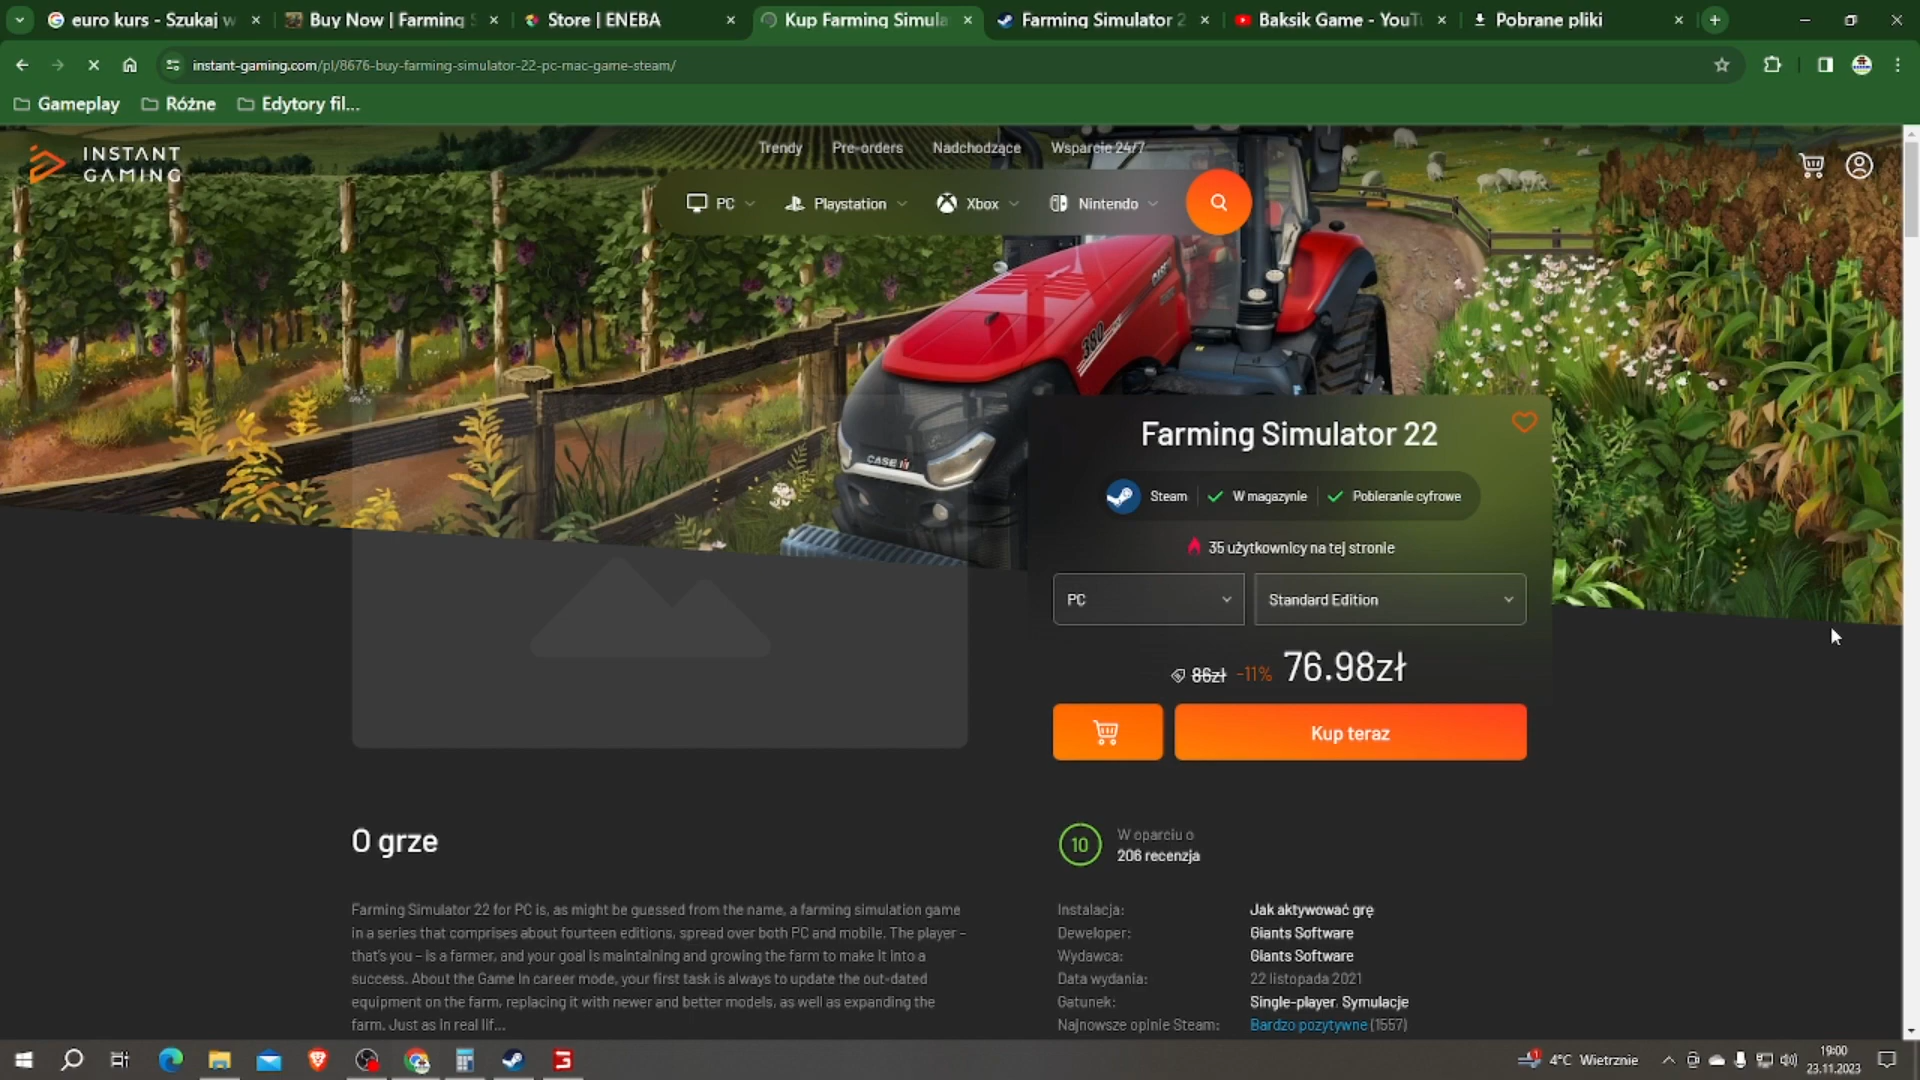 euro kurs - Szukaj w
Buy Now | Farming S
Store | ENEBA
Kup Farming Simula
Farming Simulator 2
Baksik Game - YouTu
Pobrane pliki
instant-gaming.com/pl/8676-buy-farming-simulator-22-pc-mac-game-steam/
Gameplay
Różne
Edytory fil...
INSTANT
GAMING
Trendy
Pre-orders
Nadchodzące
Wsparcie 24/7
PC
Playstation
Xbox
Nintendo
CASE IH
380
CASE IH
Farming Simulator 22
Steam
W magazynie
Pobieranie cyfrowe
35 użytkownicy na tej stronie
PC
Standard Edition
86zł -11% 76.98zł
Kup teraz
O grze
10
W oparciu o
206 recenzja
Farming Simulator 22 for PC is, as might be guessed from the name, a farming simulation game
in a series that comprises about fourteen editions, spread over both PC and mobile. The player –
that's you – is a farmer, and your goal is maintaining and growing the farm to make it into a
success. About the Game In career mode, your first task is always to update the out-dated
equipment on the farm, replacing it with newer and better models, as well as expanding the
farm. Just as in real lif...
Instalacja: Jak aktywować grę
Deweloper: Giants Software
Wydawca: Giants Software
Data wydania: 22 listopada 2021
Gatunek: Single-player, Symulacje
Najnowsze opinie Steam: Bardzo pozytywne (1557)
4°C Wietrznie
19:00
23.11.2023